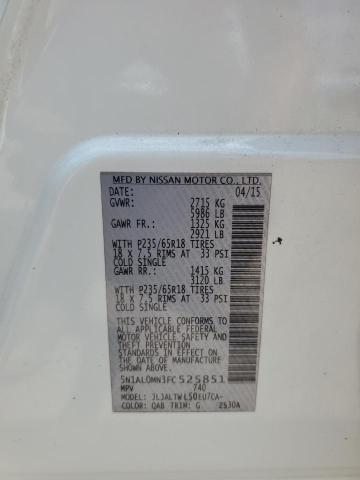 MFD BY NISSAN MOTOR CO., LTD.
DATE: 04/15
GVWR: 2715 KG
5986 LB
GAWR FR.: 1325 KG
2921 LB
WITH P235/65R18 TIRES
18 X 7.5 RIMS AT 33 PSI
COLD SINGLE
GAWR RR.: 1415 KG
3120 LB
WITH P235/65R18 TIRES
18 X 7.5 RIMS AT 33 PSI
COLD SINGLE
THIS VEHICLE CONFORMS TO
ALL APPLICABLE FEDERAL
MOTOR VEHICLE SAFETY
STANDARDS IN EFFECT ON
THE DATE OF MANUFACTURE
SHOWN ABOVE.
5N1AL0MN3FC525851
MPV 740
MODEL: JLJALTWL50EU7CA-
COLOR: QAB TRIM: G 2530A